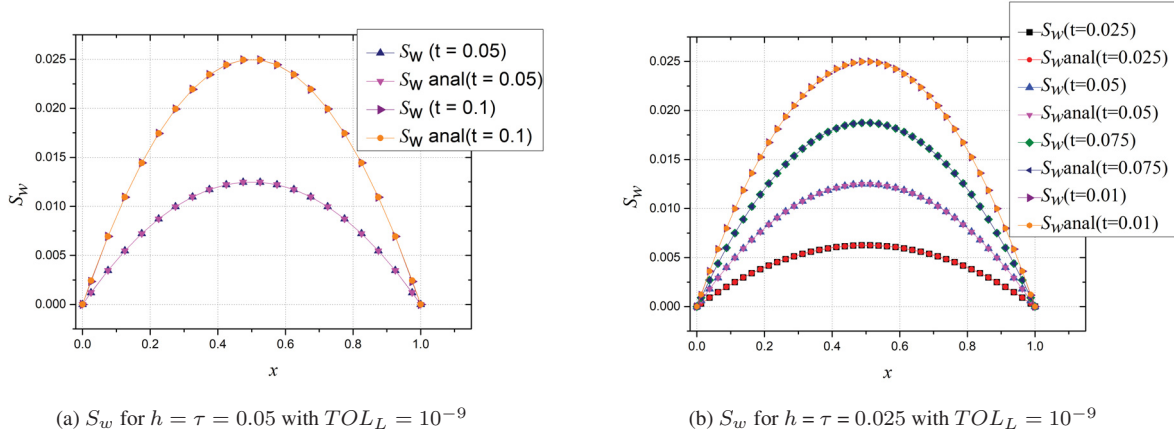 S_w
0.025
0.020
0.015
0.010
0.005
0.000
0.0 0.2 0.4 0.6 0.8 1.0
x
S_W (t = 0.05)
S_W anal(t = 0.05)
S_W (t = 0.1)
S_W anal(t = 0.1)
(a) S_w for h = τ = 0.05 with TOL_L = 10^{-9}
S_w
0.025
0.020
0.015
0.010
0.005
0.000
0.0 0.2 0.4 0.6 0.8 1.0
x
S_W(t=0.025)
S_Wanal(t=0.025)
S_W(t=0.05)
S_Wanal(t=0.05)
S_W(t=0.075)
S_Wanal(t=0.075)
S_W(t=0.01)
S_Wanal(t=0.01)
(b) S_w for h = τ = 0.025 with TOL_L = 10^{-9}